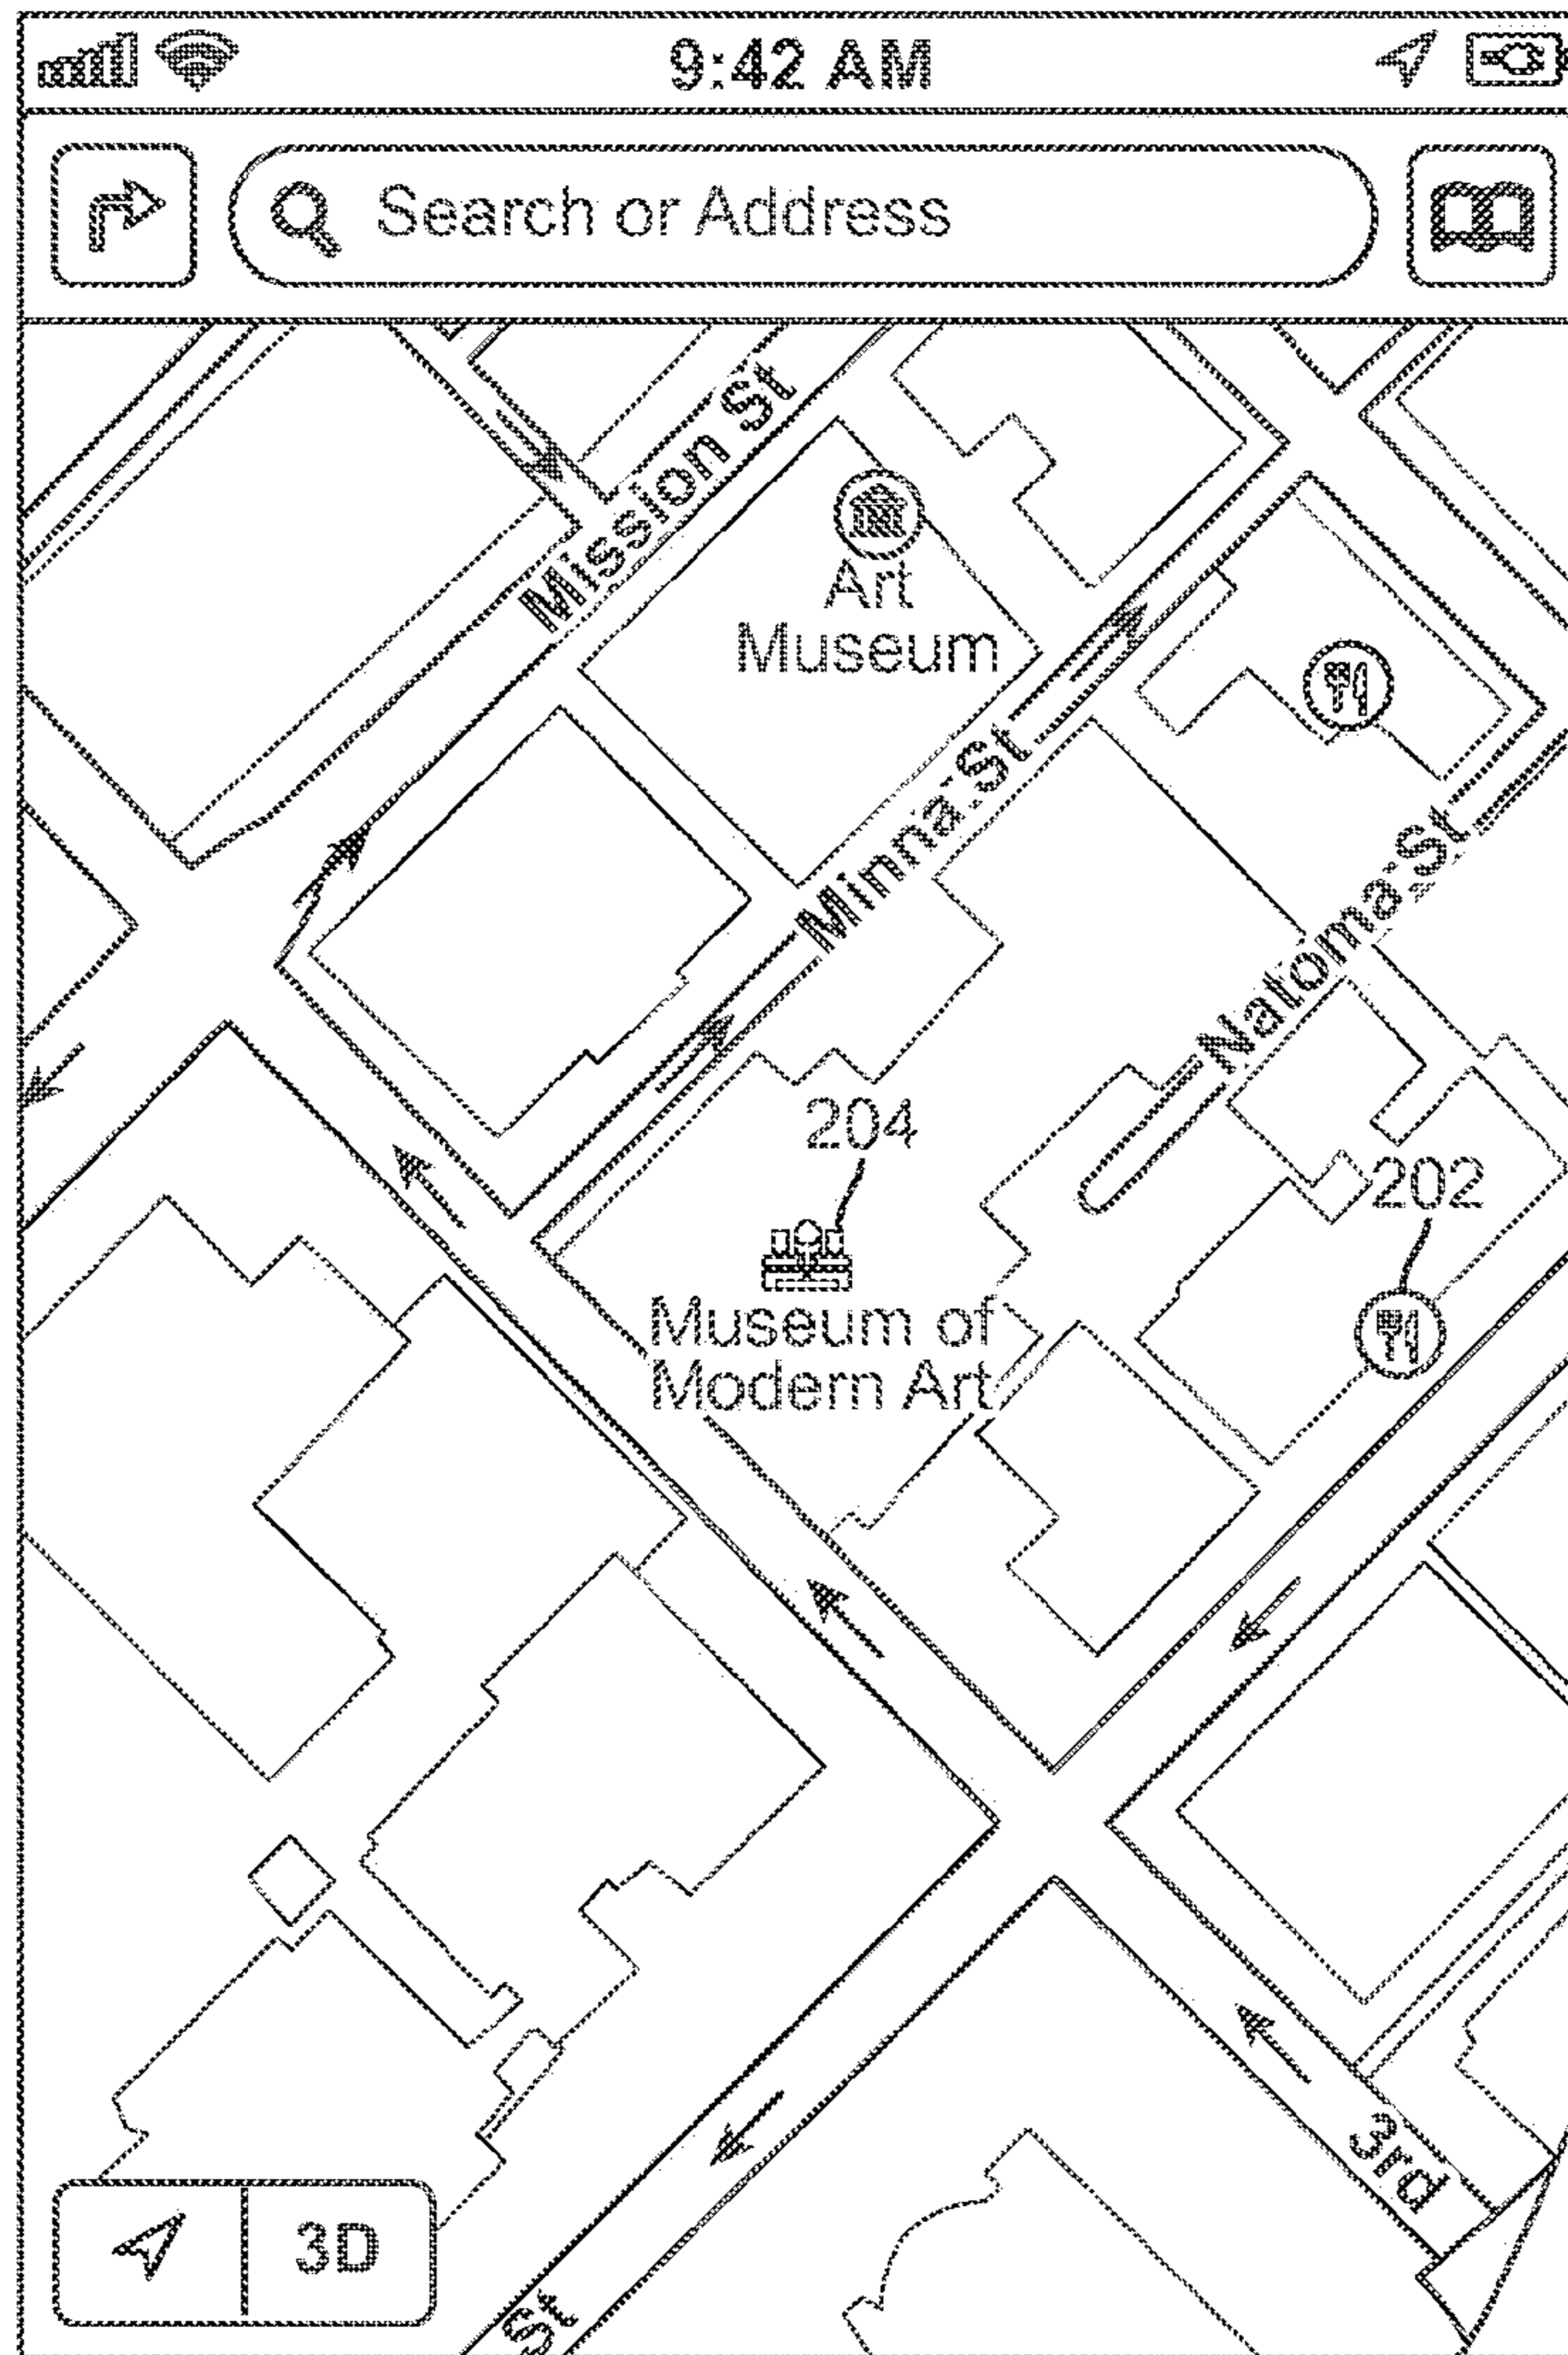 9:42 AM
Search or Address
Mission St
Art
Museum
Minna St
Natoma St
204
202
Museum of
Modern Art
3rd
3D
St